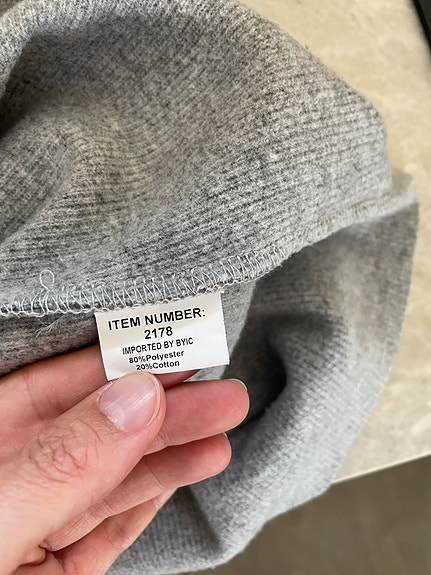 ITEM NUMBER:
2178
IMPORTED BY BYIC
80%Polyester
20%Cotton